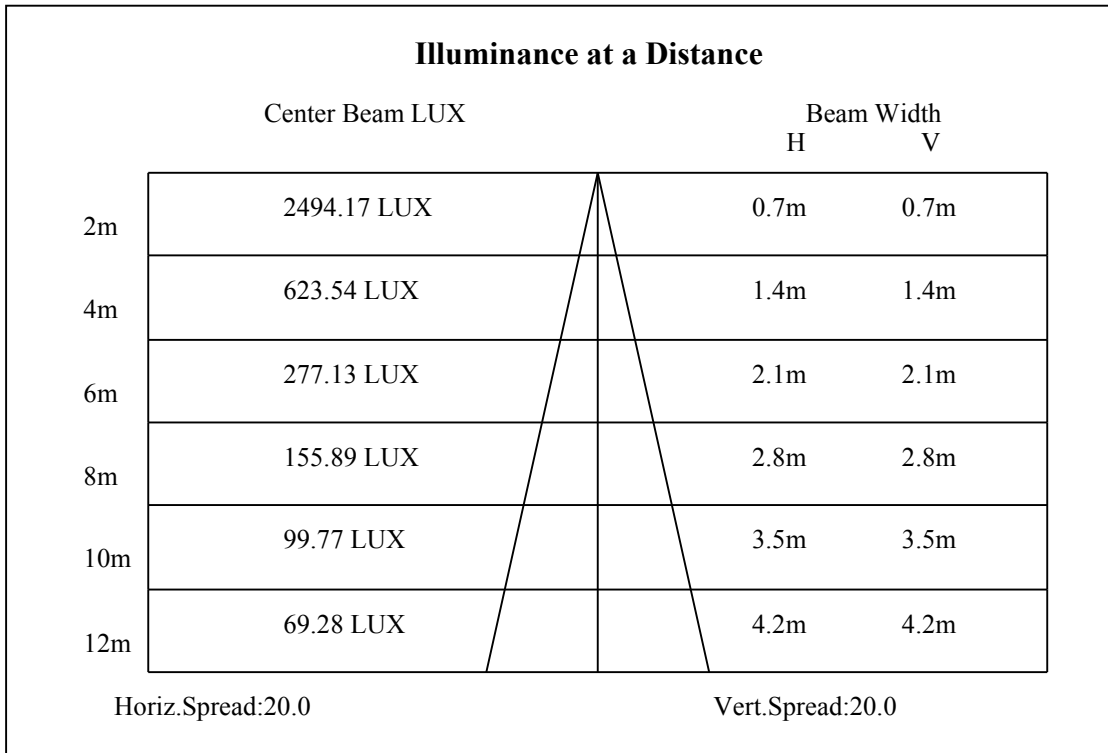 Illuminance at a Distance
Center Beam LUX Beam Width
H V
2m 2494.17 LUX 0.7m 0.7m
4m 623.54 LUX 1.4m 1.4m
6m 277.13 LUX 2.1m 2.1m
8m 155.89 LUX 2.8m 2.8m
10m 99.77 LUX 3.5m 3.5m
12m 69.28 LUX 4.2m 4.2m
Horiz.Spread:20.0 Vert.Spread:20.0